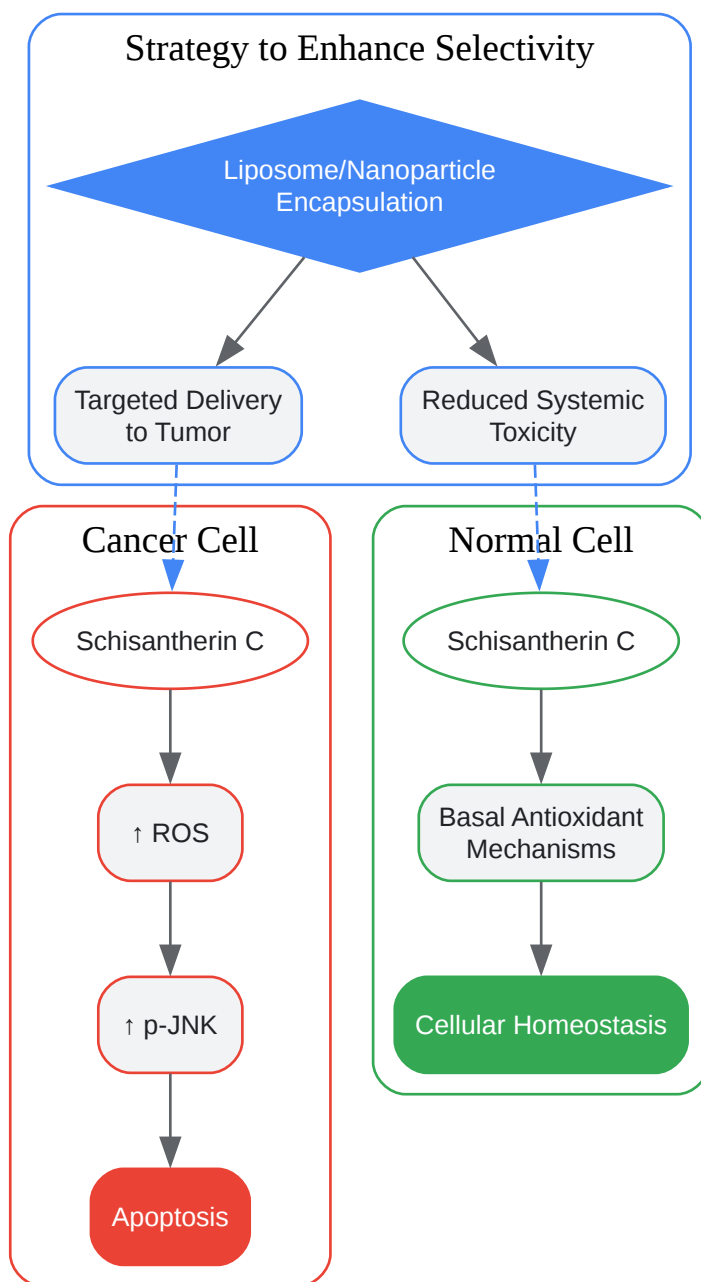 Strategy to Enhance Selectivity
Liposome/Nanoparticle
Encapsulation
Targeted Delivery
to Tumor
Reduced Systemic
Toxicity
Cancer Cell
Schisantherin C
↑ ROS
↑ p-JNK
Apoptosis
Normal Cell
Schisantherin C
Basal Antioxidant
Mechanisms
Cellular Homeostasis